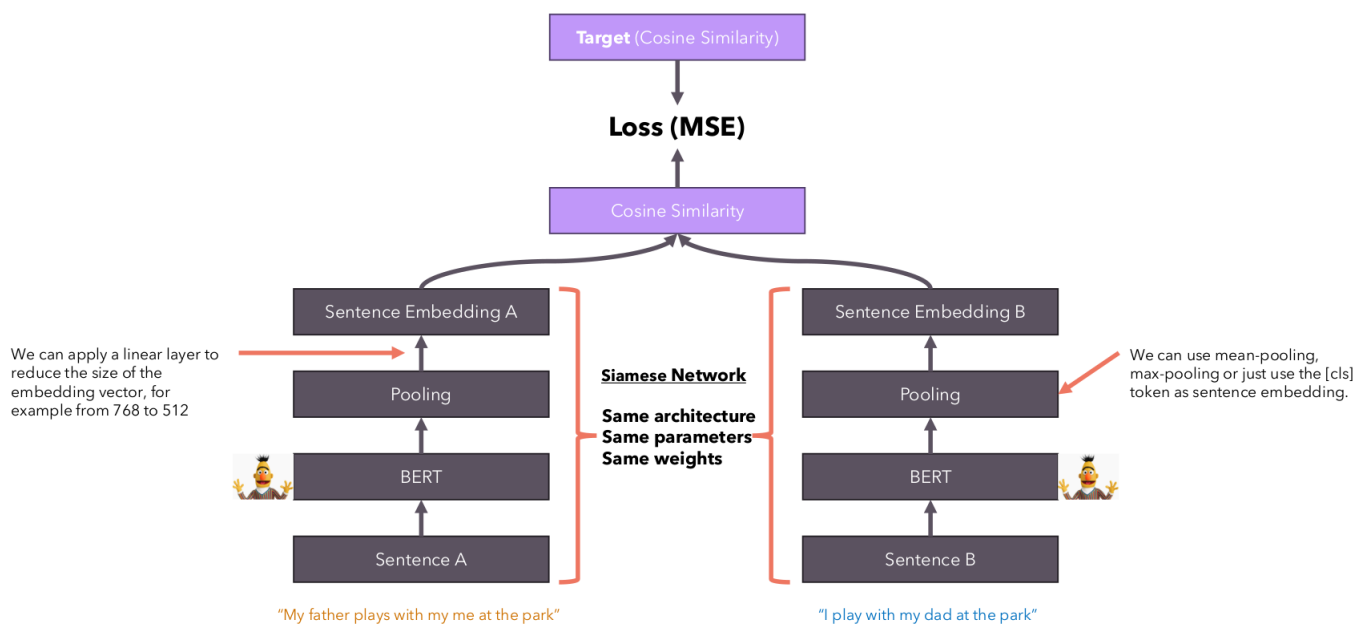 Target (Cosine Similarity)
Loss (MSE)
Cosine Similarity
Sentence Embedding A
Sentence Embedding B
We can apply a linear layer to
reduce the size of the
embedding vector, for
example from 768 to 512
Pooling
Siamese Network
Same architecture
Same parameters
Same weights
Pooling
We can use mean-pooling,
max-pooling or just use the [cls]
token as sentence embedding.
BERT
BERT
Sentence A
Sentence B
"My father plays with my me at the park"
"I play with my dad at the park"